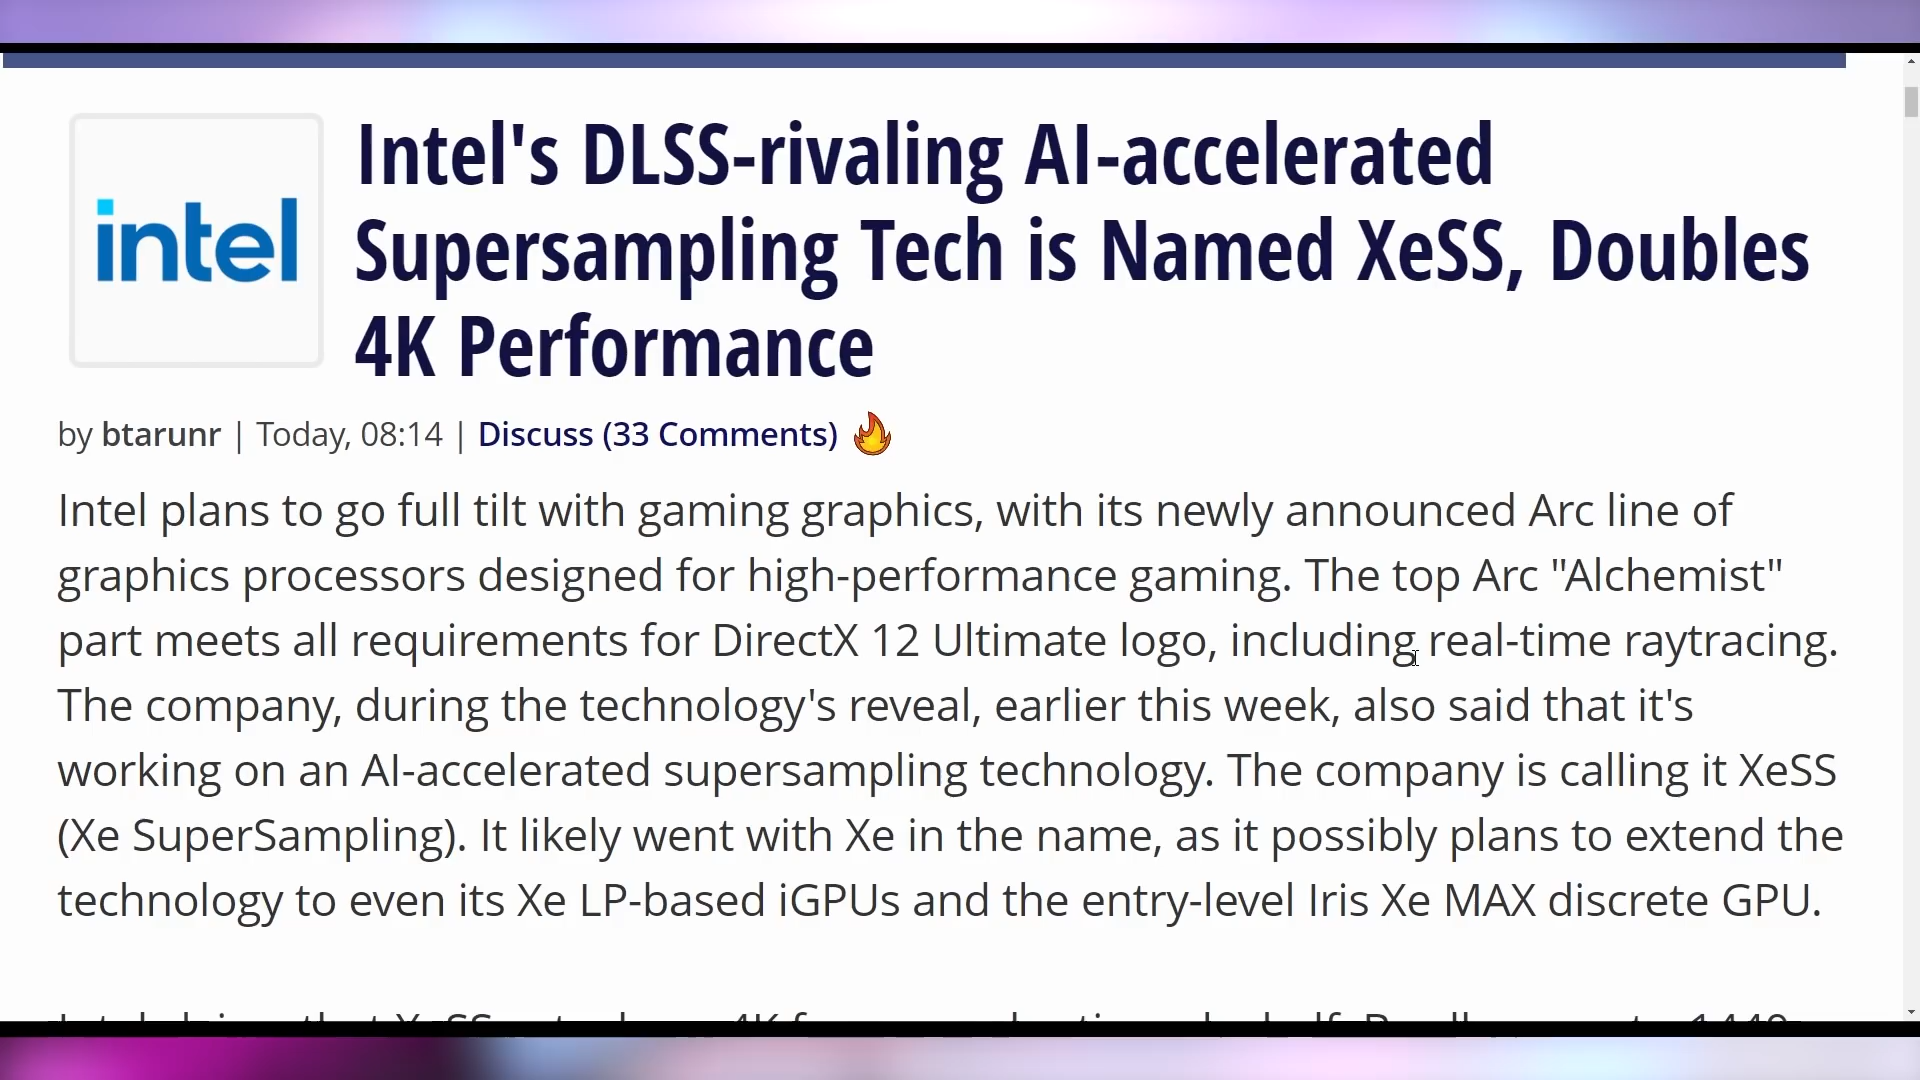 intel
Intel's DLSS-rivaling AI-accelerated
Supersampling Tech is Named XeSS, Doubles
4K Performance
by btarunr | Today, 08:14 | Discuss (33 Comments)
Intel plans to go full tilt with gaming graphics, with its newly announced Arc line of
graphics processors designed for high-performance gaming. The top Arc "Alchemist"
part meets all requirements for DirectX 12 Ultimate logo, including real-time raytracing.
The company, during the technology's reveal, earlier this week, also said that it's
working on an AI-accelerated supersampling technology. The company is calling it XeSS
(Xe SuperSampling). It likely went with Xe in the name, as it possibly plans to extend the
technology to even its Xe LP-based iGPUs and the entry-level Iris Xe MAX discrete GPU.